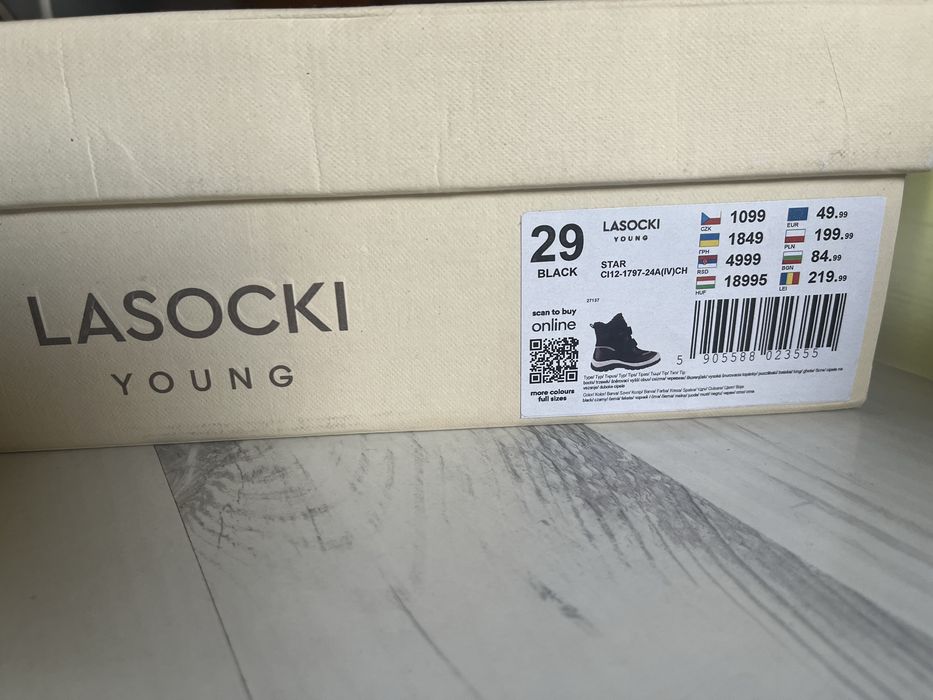 LASOCKI
YOUNG
29
BLACK
LASOCKI
YOUNG
STAR
CI12-1797-24A(IV)CH
CZK 1099
ГРН 1849
RSD 4999
HUF 18995
EUR 49.99
PLN 199.99
BGN 84.99
LEI 219.99
27137
scan to buy
online
more colours
full sizes
5 905588 023555